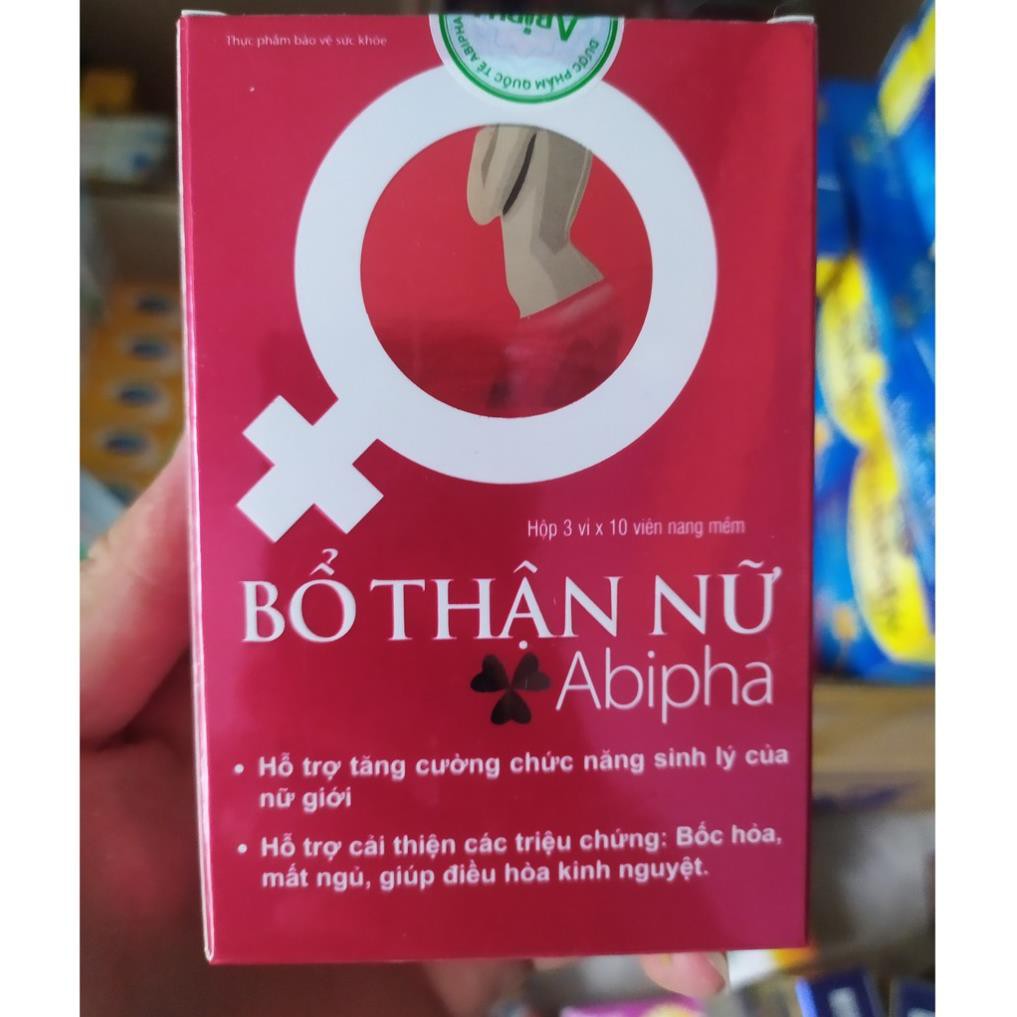 Thực phẩm bảo vệ sức khỏe
DƯỢC PHẨM QUỐC TẾ ABIPHA
Hộp 3 vỉ x 10 viên nang mềm
BỔ THẬN NỮ
Abipha
• Hỗ trợ tăng cường chức năng sinh lý của
nữ giới
• Hỗ trợ cải thiện các triệu chứng: Bốc hỏa,
mất ngủ, giúp điều hòa kinh nguyệt.